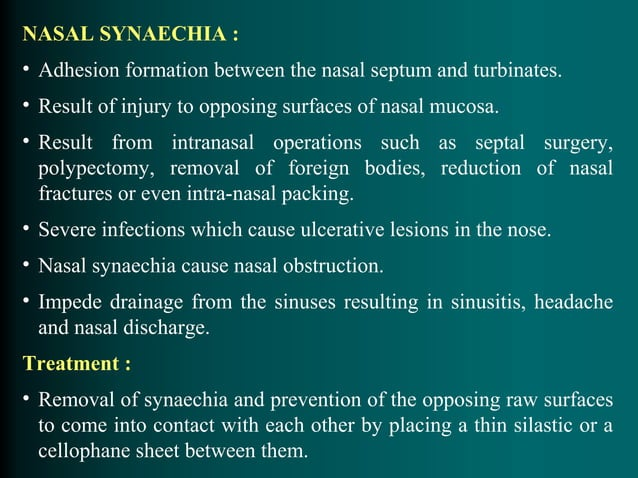 NASAL SYNAECHIA :
• Adhesion formation between the nasal septum and turbinates.
• Result of injury to opposing surfaces of nasal mucosa.
• Result from intranasal operations such as septal surgery,
polypectomy, removal of foreign bodies, reduction of nasal
fractures or even intra-nasal packing.
• Severe infections which cause ulcerative lesions in the nose.
• Nasal synaechia cause nasal obstruction.
• Impede drainage from the sinuses resulting in sinusitis, headache
and nasal discharge.
Treatment :
• Removal of synaechia and prevention of the opposing raw surfaces
to come into contact with each other by placing a thin silastic or a
cellophane sheet between them.